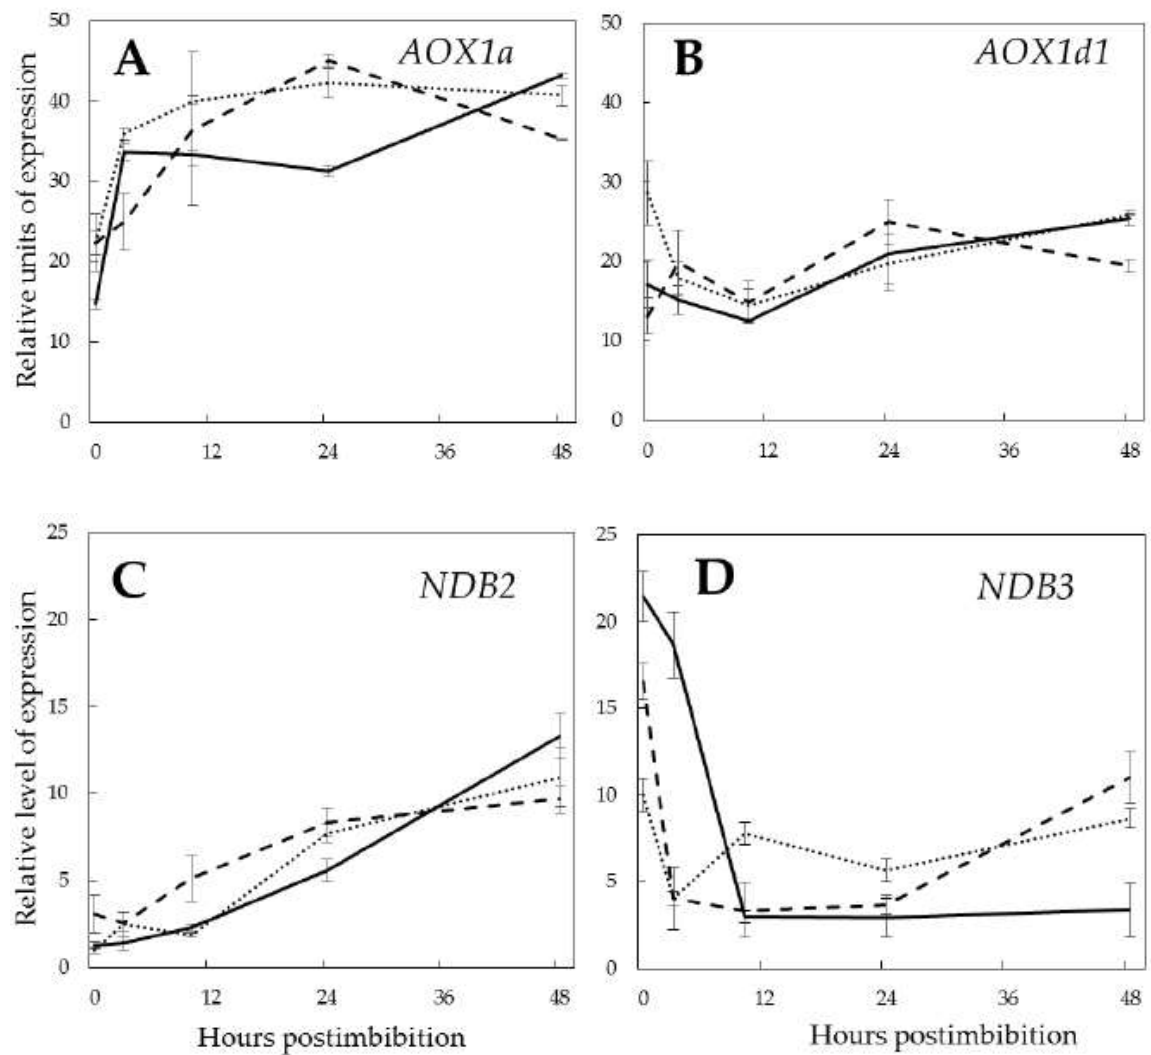 A AOX1a
Relative units of expression
50
40
30
20
10
0
0 12 24 36 48
B AOX1d1
50
40
30
20
10
0
0 12 24 36 48
C NDB2
Relative level of expression
25
20
15
10
5
0
0 12 24 36 48
Hours postimbibition
D NDB3
25
20
15
10
5
0
0 12 24 36 48
Hours postimbibition